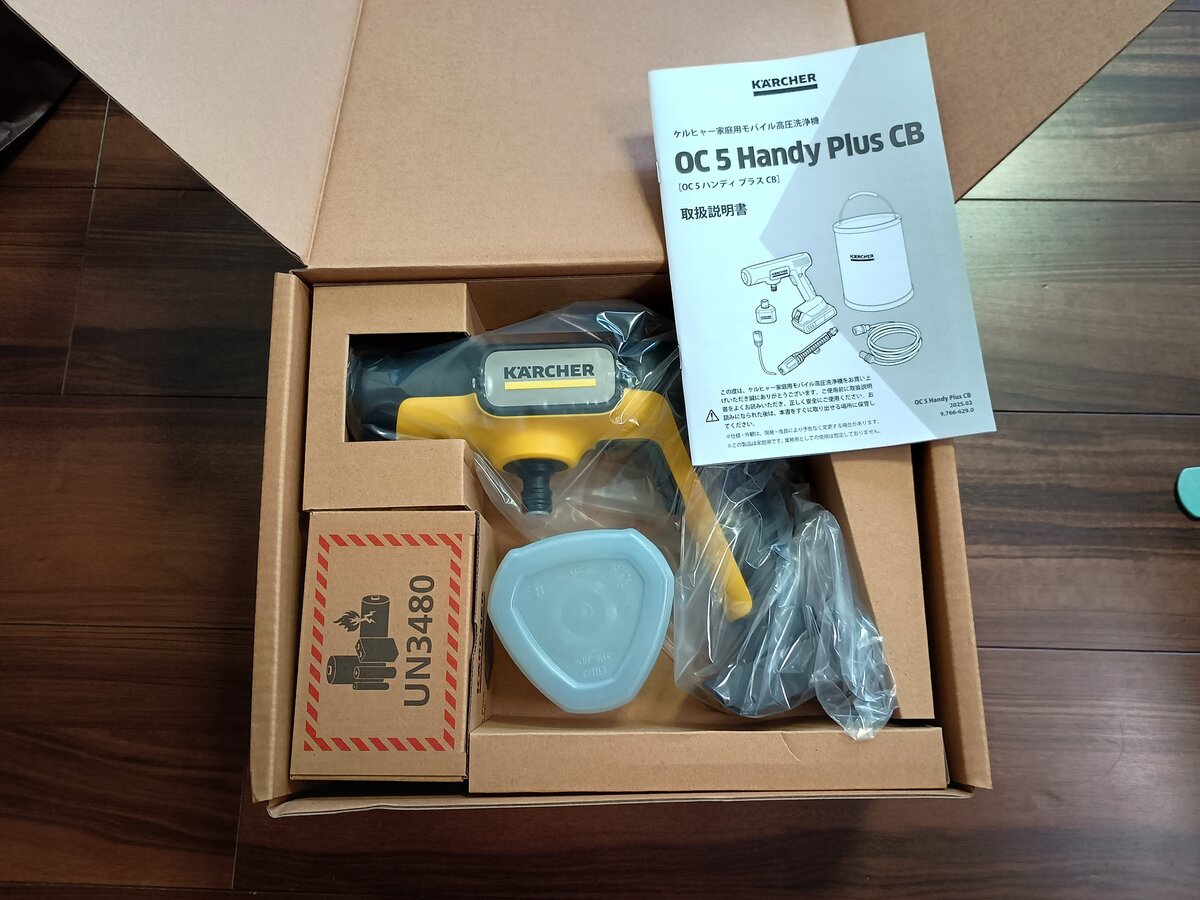 KÄRCHER
ケルヒャー家庭用モバイル高圧洗浄機
OC 5 Handy Plus CB
[OC 5 ハンディ プラス CB]
取扱説明書
KÄRCHER
KÄRCHER
この度は、ケルヒャー家庭用モバイル高圧洗浄機をお買い上
げいただき誠にありがとうございます。ご使用前に取扱説明
書をよくお読みいただき、正しく安全にご使用ください。お
読みになられた後は、本書をすぐに取り出せる場所に保管し
てください。
※仕様・外観は、開発・改良により予告なく変更する場合があります。
※この製品は家庭用です。業務用としての使用は想定しておりません。
OC 5 Handy Plus CB
2025.02
9.766-629.0
KÄRCHER
UN3480